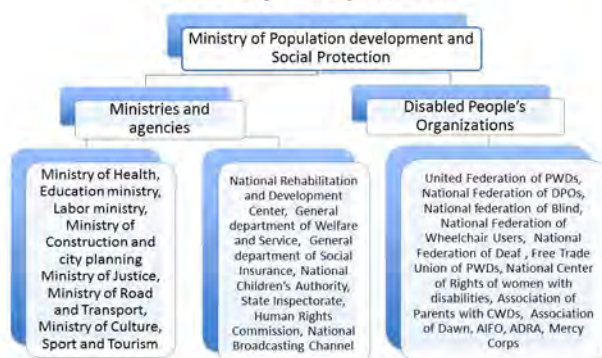 Ministry of Population development and
Social Protection
Ministries and
agencies
Disabled People's
Organizations
Ministry of Health,
Education ministry,
Labor ministry,
Ministry of
Construction and
city planning
Ministry of Justice,
Ministry of Road
and Transport,
Ministry of Culture,
Sport and Tourism
National Rehabilitation
and Development
Center, General
department of Welfare
and Service, General
department of Social
Insurance, National
Children's Authority,
State Inspectorate,
Human Rights
Commission, National
Broadcasting Channel
United Federation of PWDs,
National Federation of DPOs,
National federation of Blind,
National Federation of
Wheelchair Users, National
Federation of Deaf , Free Trade
Union of PWDs, National Center
of Rights of women with
disabilities, Association of
Parents with CWDs, Association
of Dawn, AIFO, ADRA, Mercy
Corps